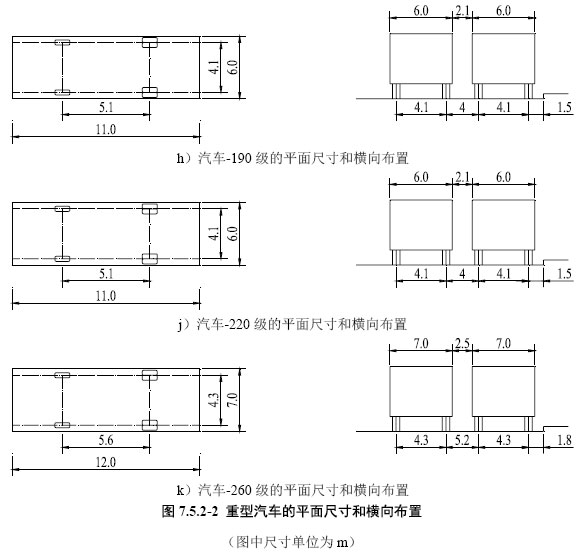 6.0 2.1 6.0
4.1 6.0
5.1
4.1 4 4.1 1.5
11.0
h）汽车-190 级的平面尺寸和横向布置
6.0 2.1 6.0
4.1 6.0
5.1
4.1 4 4.1 1.5
11.0
j）汽车-220 级的平面尺寸和横向布置
7.0 2.5 7.0
4.3 7.0
5.6
4.3 5.2 4.3 1.8
12.0
k）汽车-260 级的平面尺寸和横向布置
图 7.5.2-2 重型汽车的平面尺寸和横向布置
（图中尺寸单位为 m）